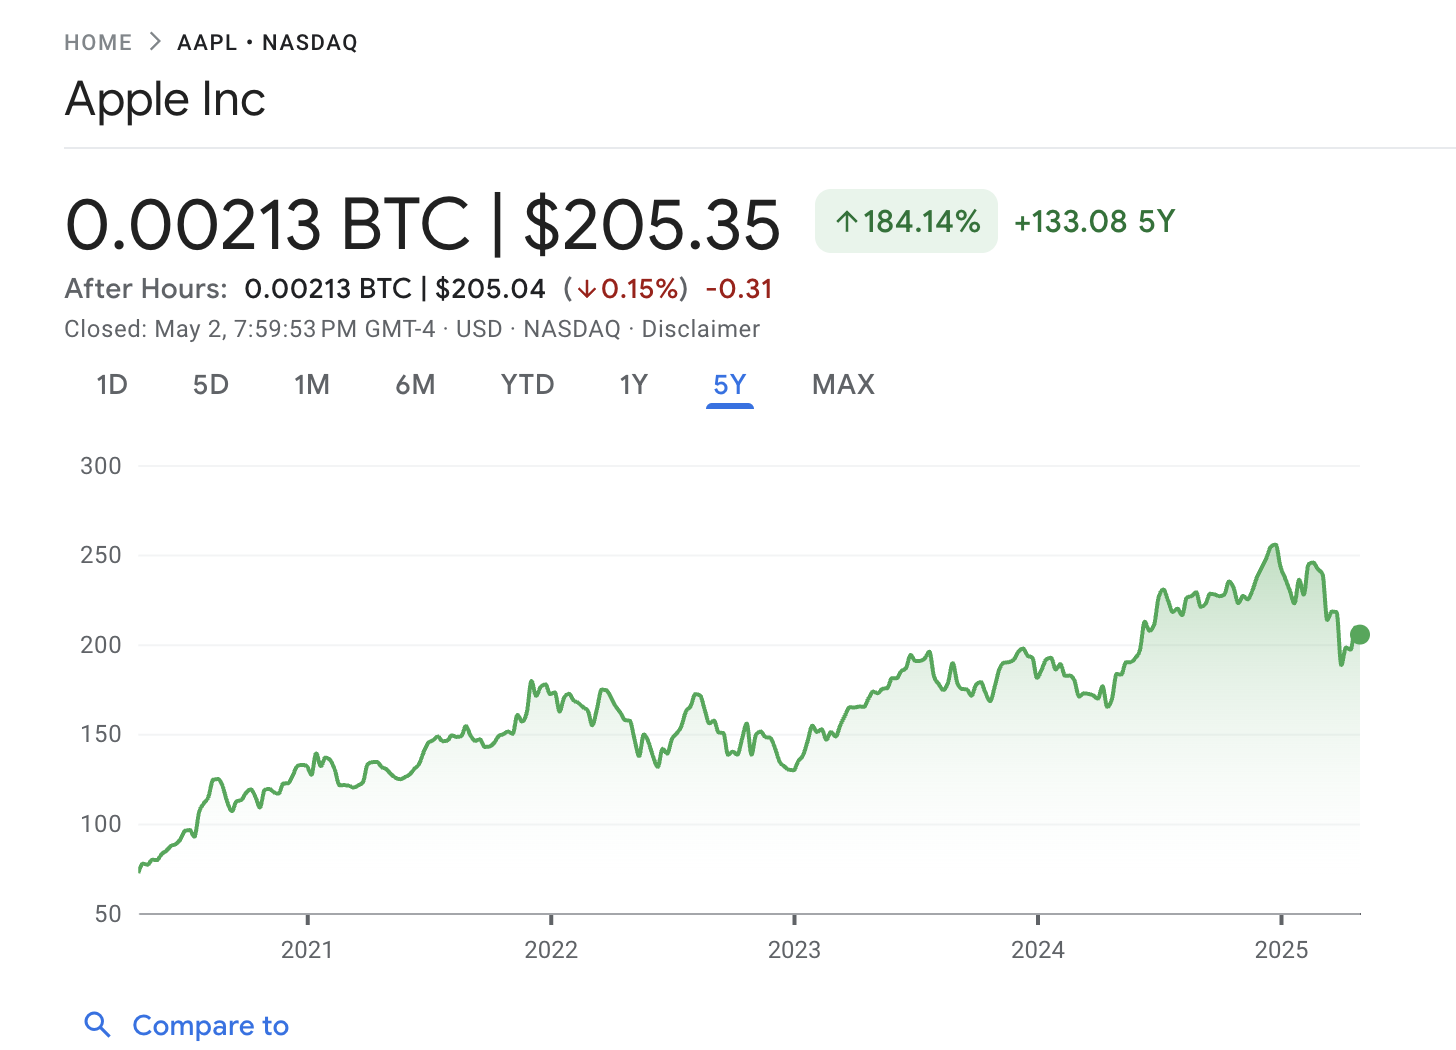 HOME > AAPL • NASDAQ
Apple Inc
0.00213 BTC | $205.35 ↑184.14% +133.08 5Y
After Hours: 0.00213 BTC | $205.04 (↓0.15%) -0.31
Closed: May 2, 7:59:53 PM GMT-4 · USD · NASDAQ · Disclaimer
1D 5D 1M 6M YTD 1Y 5Y MAX
300
250
200
150
100
50
2021 2022 2023 2024 2025
Compare to